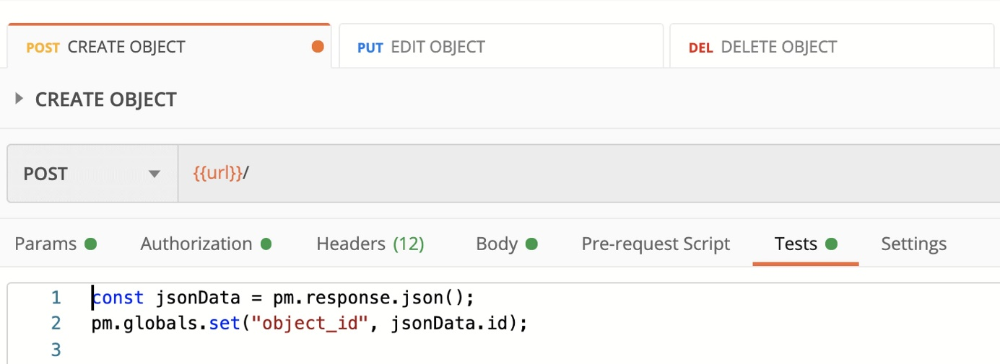 POST CREATE OBJECT PUT EDIT OBJECT DEL DELETE OBJECT
CREATE OBJECT
POST {{url}}/
Params Authorization Headers (12) Body Pre-request Script Tests Settings
1 const jsonData = pm.response.json();
2 pm.globals.set("object_id", jsonData.id);
3